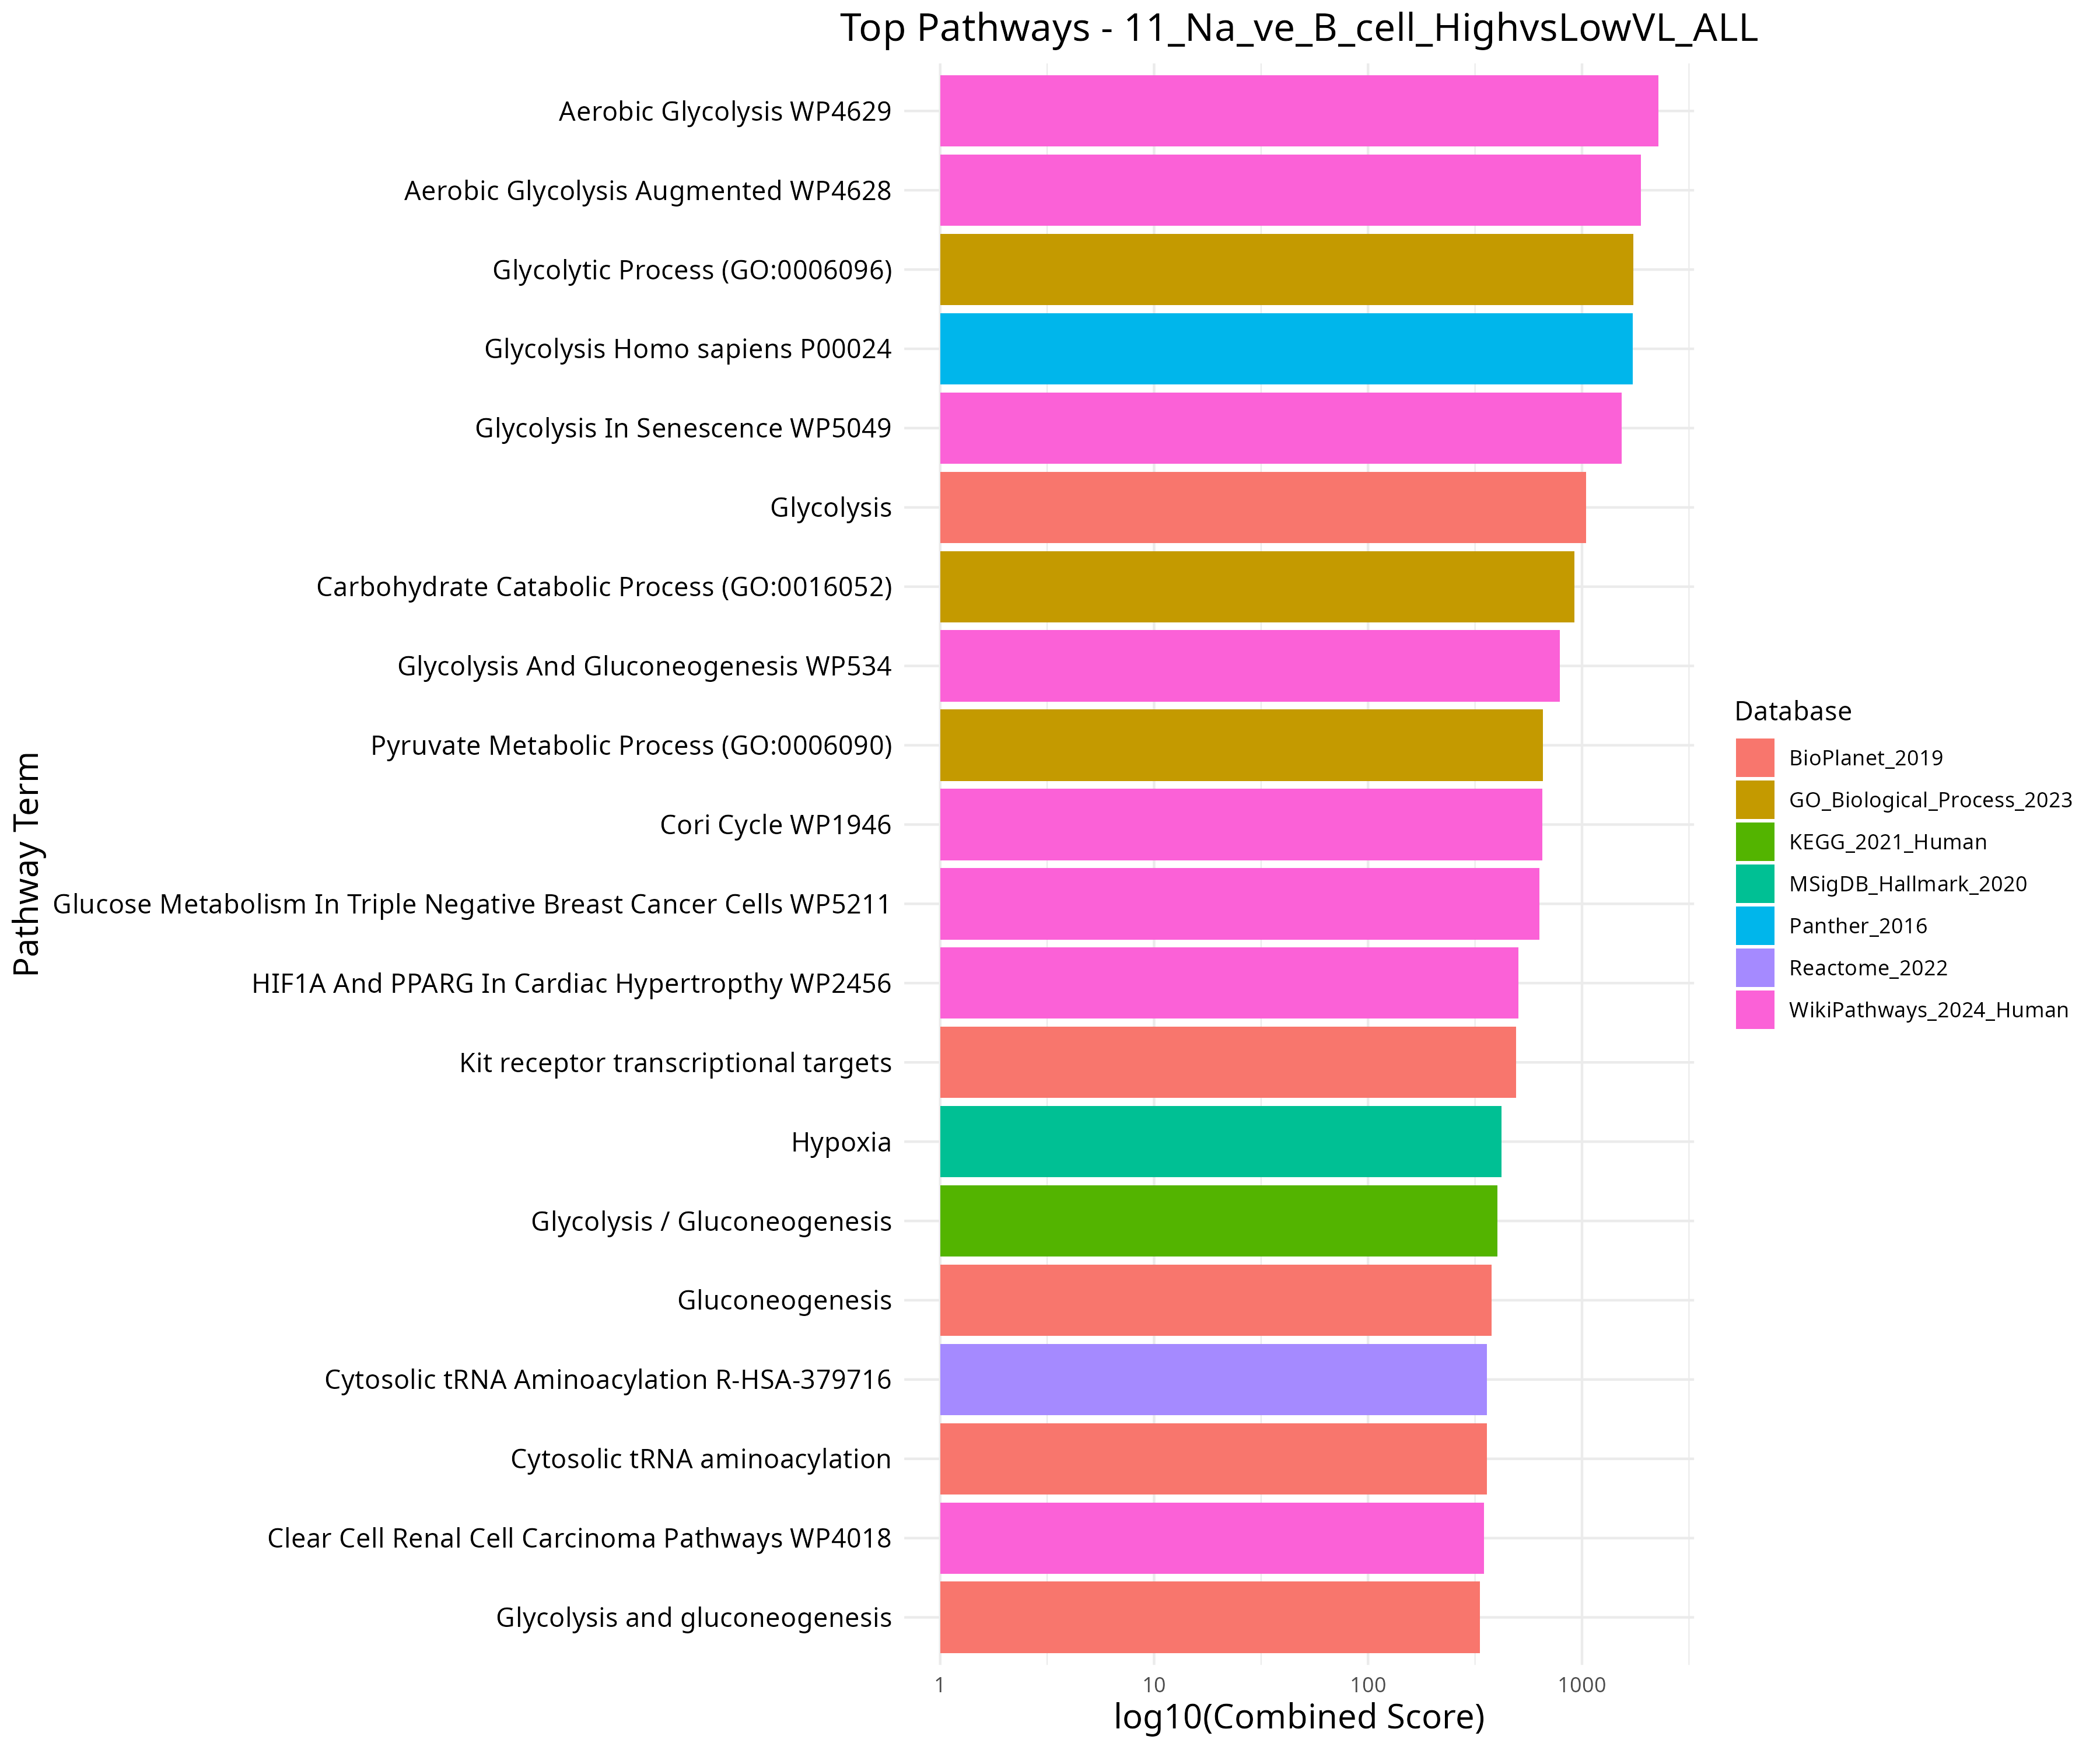 Top Pathways - 11_Na_ve_B_cell_HighvsLowVL_ALL
Pathway Term
Aerobic Glycolysis WP4629
Aerobic Glycolysis Augmented WP4628
Glycolytic Process (GO:0006096)
Glycolysis Homo sapiens P00024
Glycolysis In Senescence WP5049
Glycolysis
Carbohydrate Catabolic Process (GO:0016052)
Glycolysis And Gluconeogenesis WP534
Pyruvate Metabolic Process (GO:0006090)
Cori Cycle WP1946
Glucose Metabolism In Triple Negative Breast Cancer Cells WP5211
HIF1A And PPARG In Cardiac Hypertropthy WP2456
Kit receptor transcriptional targets
Hypoxia
Glycolysis / Gluconeogenesis
Gluconeogenesis
Cytosolic tRNA Aminoacylation R-HSA-379716
Cytosolic tRNA aminoacylation
Clear Cell Renal Cell Carcinoma Pathways WP4018
Glycolysis and gluconeogenesis
1 10 100 1000
log10(Combined Score)
Database
BioPlanet_2019
GO_Biological_Process_2023
KEGG_2021_Human
MSigDB_Hallmark_2020
Panther_2016
Reactome_2022
WikiPathways_2024_Human